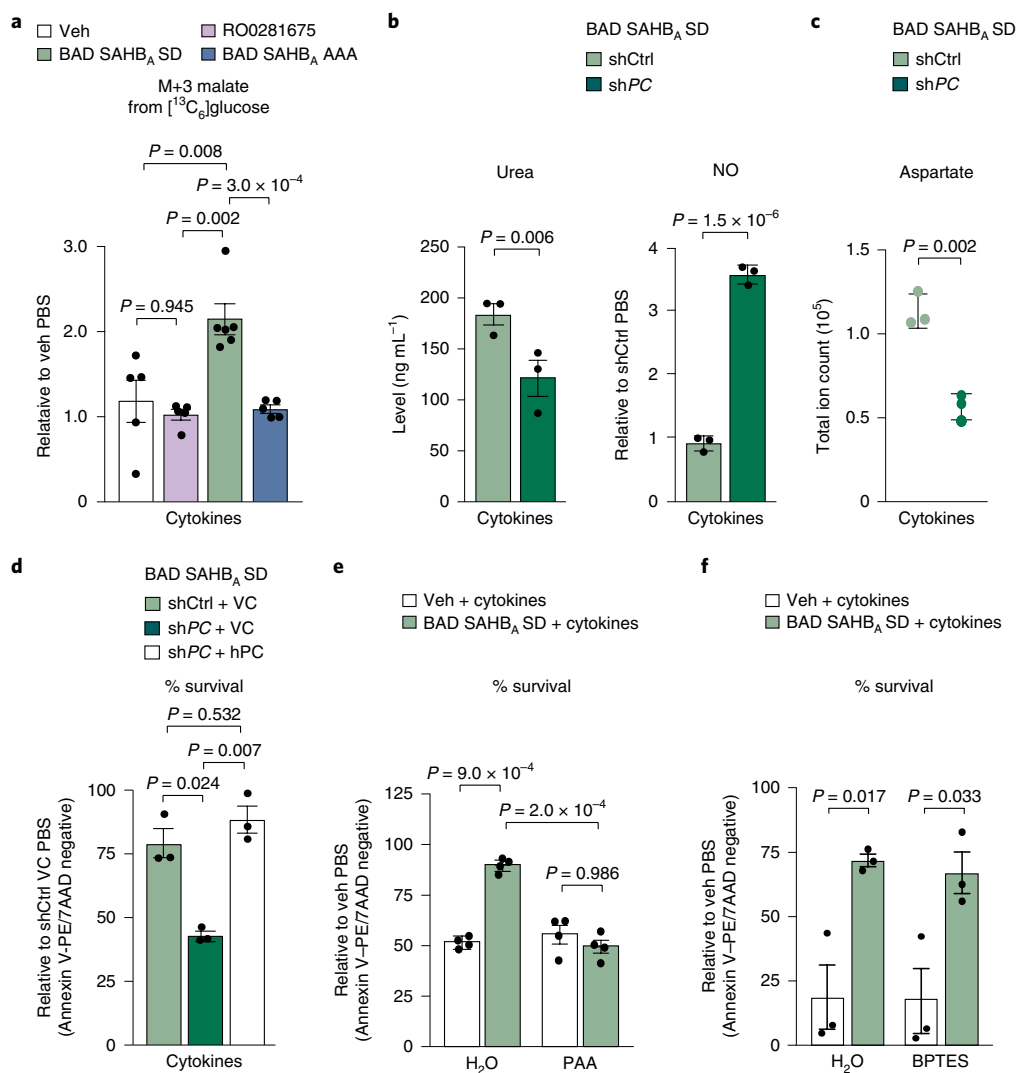 a
Veh
RO0281675
BAD SAHB_A SD
BAD SAHB_A AAA
M+3 malate
from [¹³C₆]glucose
P = 0.008
P = 3.0 × 10⁻⁴
P = 0.002
P = 0.945
Relataive to veh PBS
3.0
2.0
1.0
0
Cytokines
b
BAD SAHB_A SD
shCtrl
shPC
Urea
P = 0.006
Level (ng mL⁻¹)
250
200
150
100
50
0
Cytokines
NO
P = 1.5 × 10⁻⁶
Relative to shCtrl PBS
4
3
2
1
0
Cytokines
c
BAD SAHB_A SD
shCtrl
shPC
Aspartate
P = 0.002
Total ion count (10⁵)
1.5
1.0
0.5
0
Cytokines
d
BAD SAHB_A SD
shCtrl + VC
shPC + VC
shPC + hPC
% survival
P = 0.532
P = 0.007
P = 0.024
Relative to shCtrl VC PBS
(Annexin V-PE/7AAD negative)
100
75
50
25
0
Cytokines
e
Veh + cytokines
BAD SAHB_A SD + cytokines
% survival
P = 9.0 × 10⁻⁴
P = 2.0 × 10⁻⁴
P = 0.986
Relative to veh PBS
(Annexin V–PE/7AAD negative)
125
100
75
50
25
0
H₂O
PAA
f
Veh + cytokines
BAD SAHB_A SD + cytokines
% survival
P = 0.017
P = 0.033
Relative to veh PBS
(Annexin V–PE/7AAD negative)
100
75
50
25
0
H₂O
BPTES